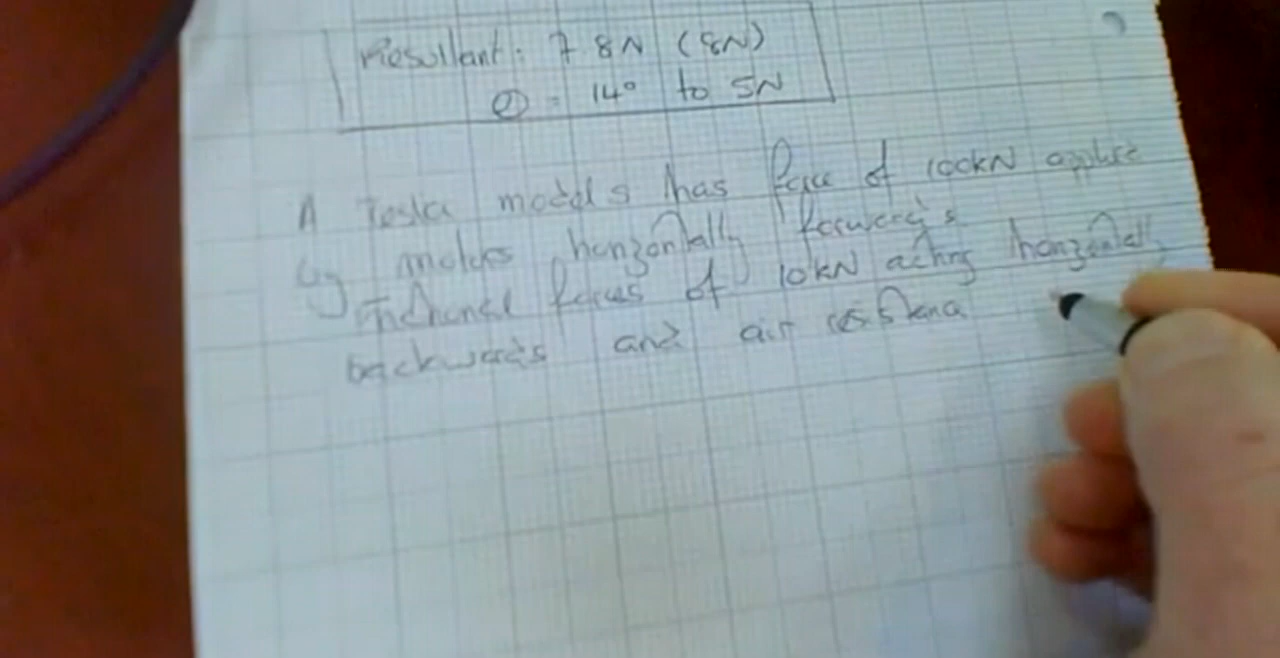 Resultant: 7.8N (8N)
θ = 14° to 5N
A Tesla model S has force of 100kN applied
by motors horizontally forwards
frictional forces of 10kN acting horizontally
backwards and air resistance